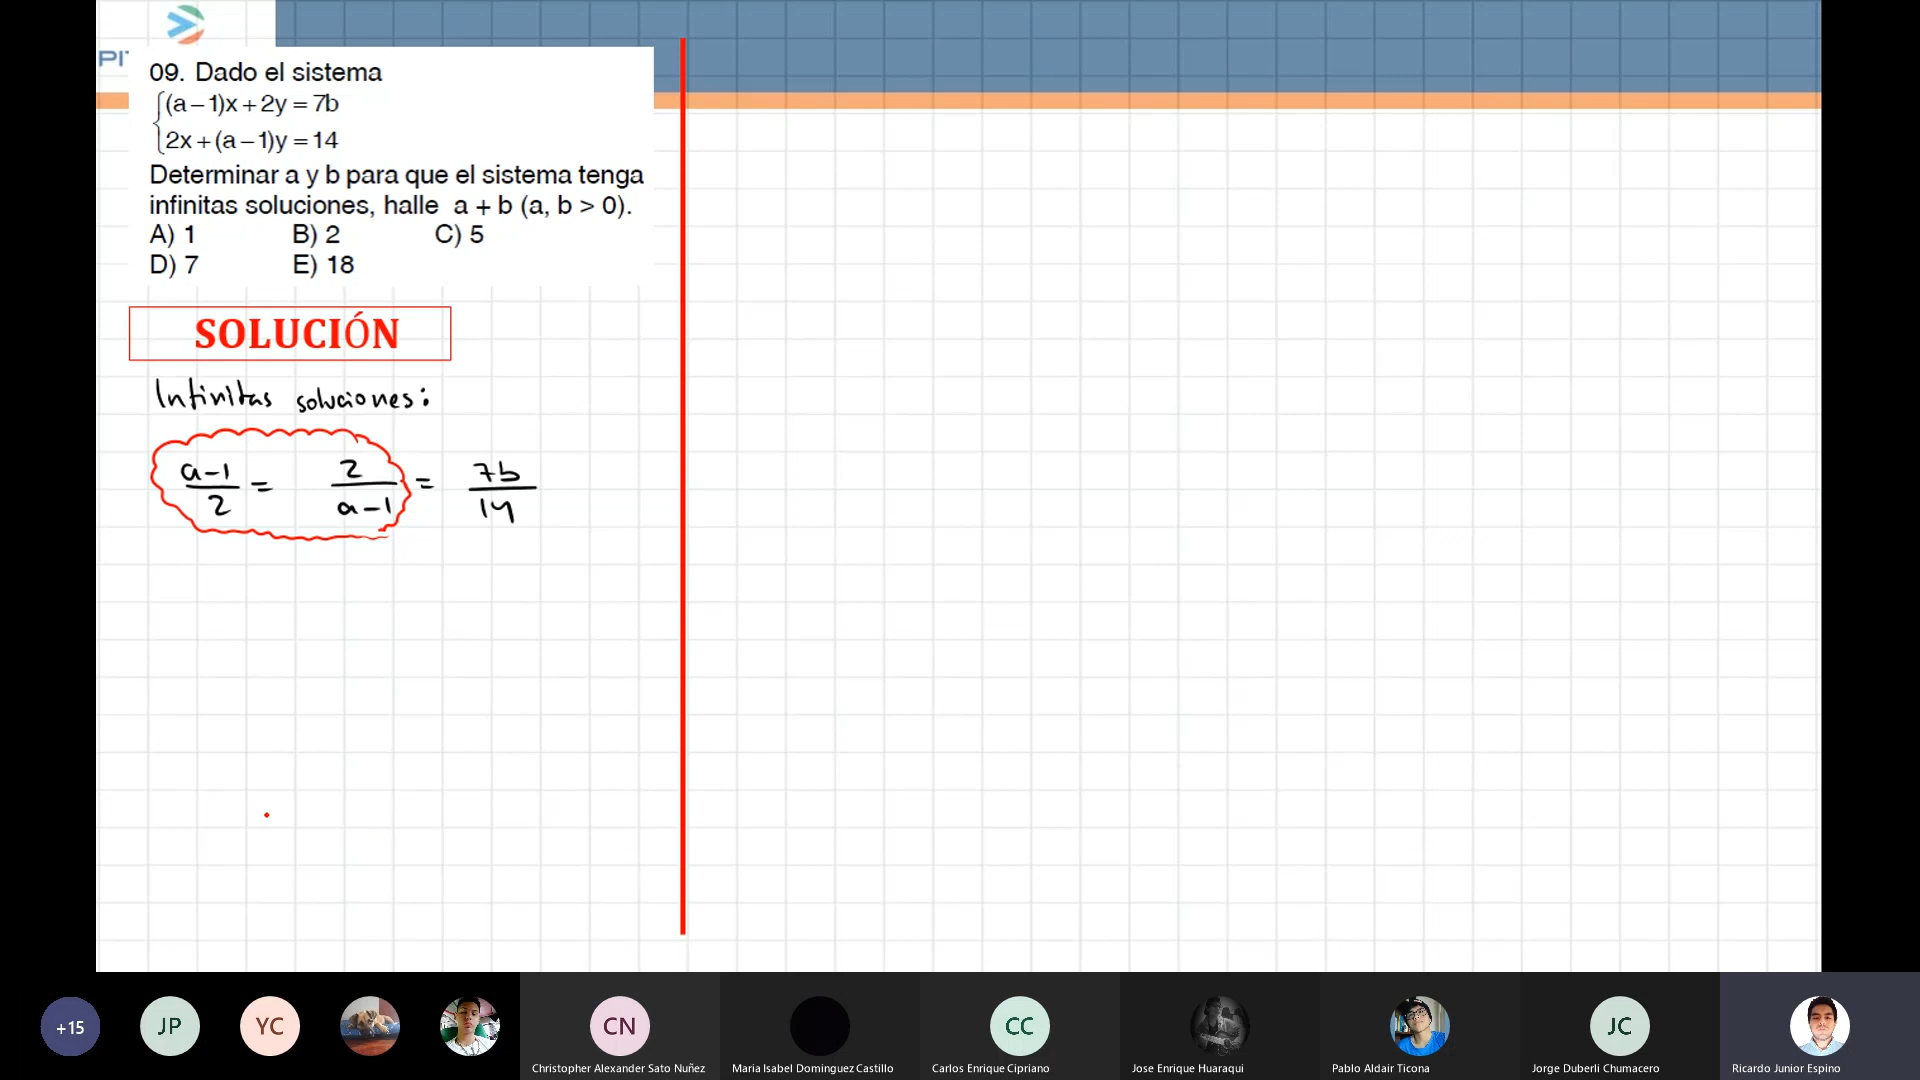 PI
09. Dado el sistema
(a – 1)x + 2y = 7b
2x + (a – 1)y = 14
Determinar a y b para que el sistema tenga
infinitas soluciones, halle a + b (a, b > 0).
A) 1 B) 2 C) 5
D) 7 E) 18
SOLUCIÓN
Infinitas soluciones:
a-1/2 = 2/a-1 = 7b/14
+15
JP
YC
CN
CC
JC
Christopher Alexander Sato Nuñez
Maria Isabel Dominguez Castillo
Carlos Enrique Cipriano
Jose Enrique Huaraqui
Pablo Aldair Ticona
Jorge Duberli Chumacero
Ricardo Junior Espino